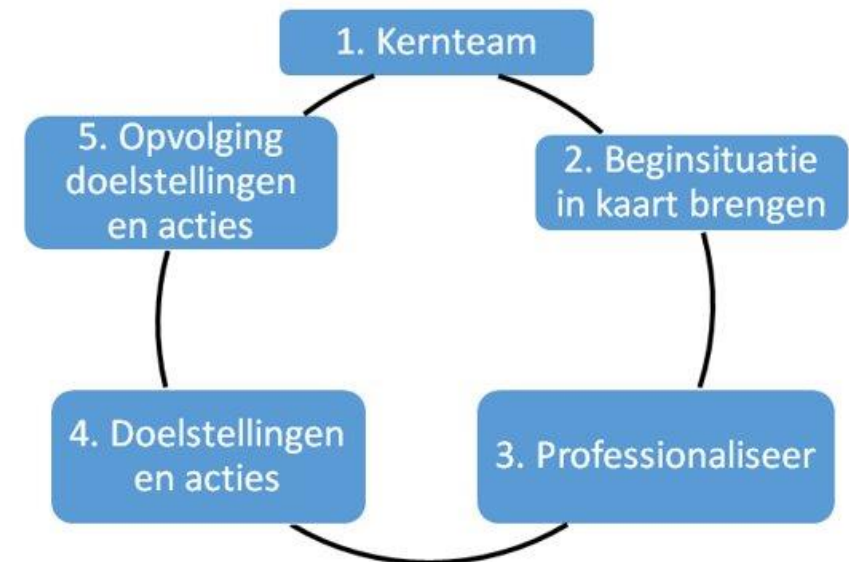 1. Kernteam
2. Beginsituatie
in kaart brengen
3. Professionaliseer
4. Doelstellingen
en acties
5. Opvolging
doelstellingen
en acties